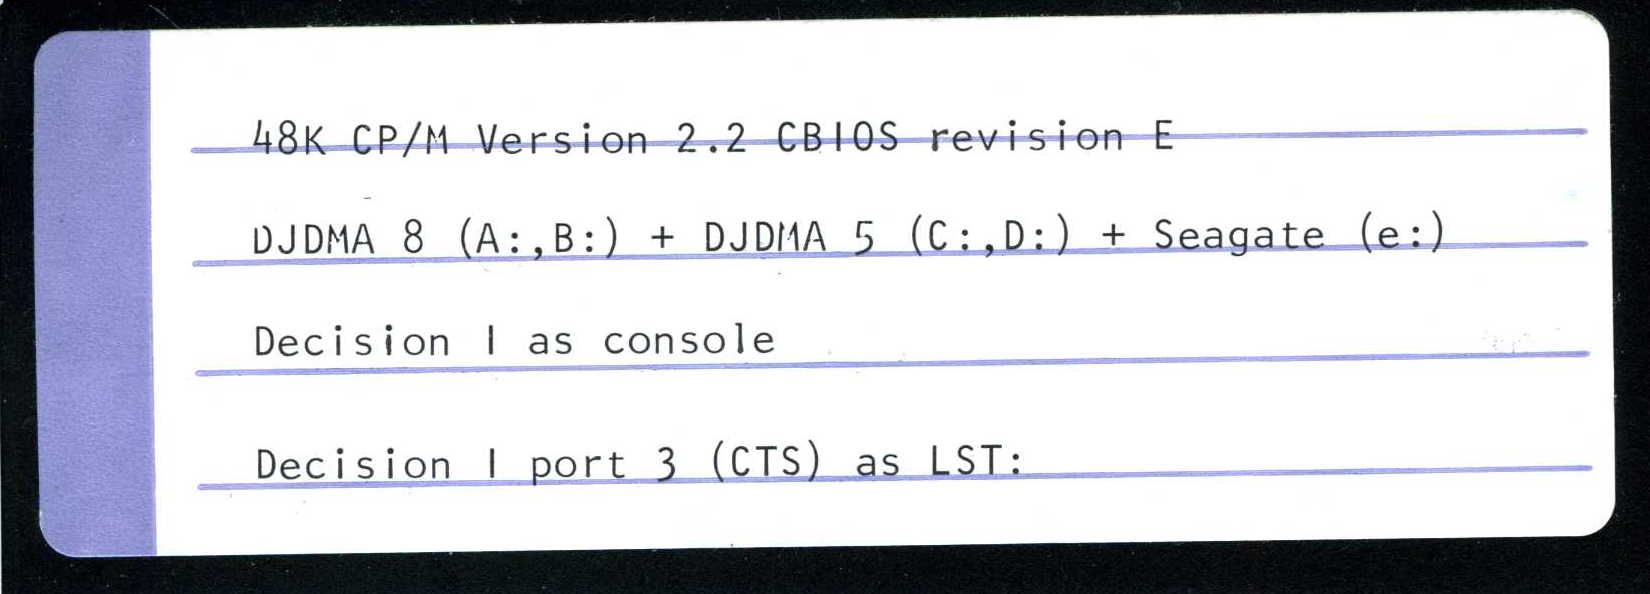 48K CP/M Version 2.2 CBIOS revision E
DJDMA 8 (A:,B:) + DJDMA 5 (C:,D:) + Seagate (e:)
Decision I as console
Decision I port 3 (CTS) as LST: